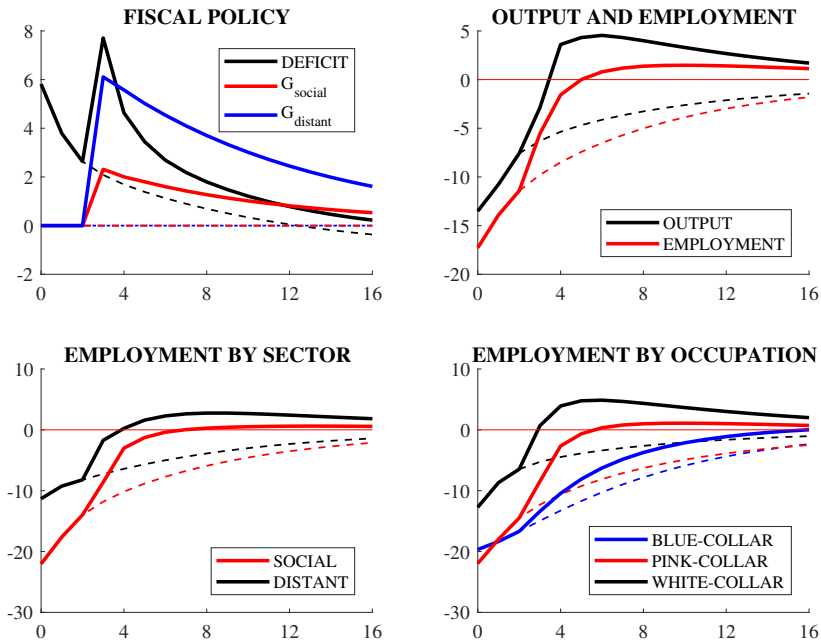 FISCAL POLICY
8
6
4
2
0
-2
0 4 8 12 16
DEFICIT
G_social
G_distant
OUTPUT AND EMPLOYMENT
5
0
-5
-10
-15
-20
0 4 8 12 16
OUTPUT
EMPLOYMENT
EMPLOYMENT BY SECTOR
10
0
-10
-20
-30
0 4 8 12 16
SOCIAL
DISTANT
EMPLOYMENT BY OCCUPATION
10
0
-10
-20
-30
0 4 8 12 16
BLUE-COLLAR
PINK-COLLAR
WHITE-COLLAR